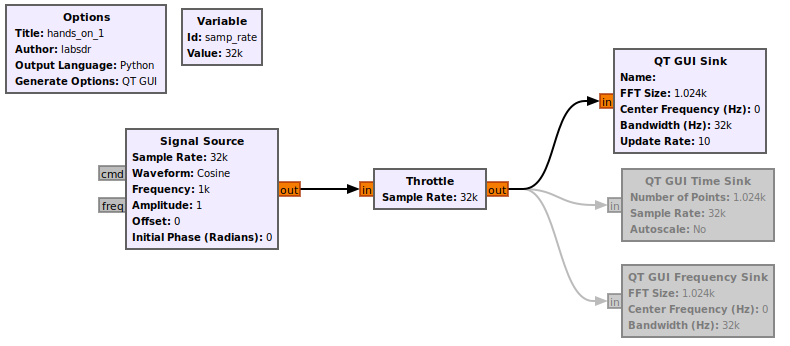 Options
Title: hands_on_1
Author: labsdr
Output Language: Python
Generate Options: QT GUI
Variable
Id: samp_rate
Value: 32k
Signal Source
Sample Rate: 32k
Waveform: Cosine
Frequency: 1k
Amplitude: 1
Offset: 0
Initial Phase (Radians): 0
cmd
freq
out
in
Throttle
Sample Rate: 32k
out
in
QT GUI Sink
Name:
FFT Size: 1.024k
Center Frequency (Hz): 0
Bandwidth (Hz): 32k
Update Rate: 10
in
QT GUI Time Sink
Number of Points: 1.024k
Sample Rate: 32k
Autoscale: No
in
QT GUI Frequency Sink
FFT Size: 1.024k
Center Frequency (Hz): 0
Bandwidth (Hz): 32k